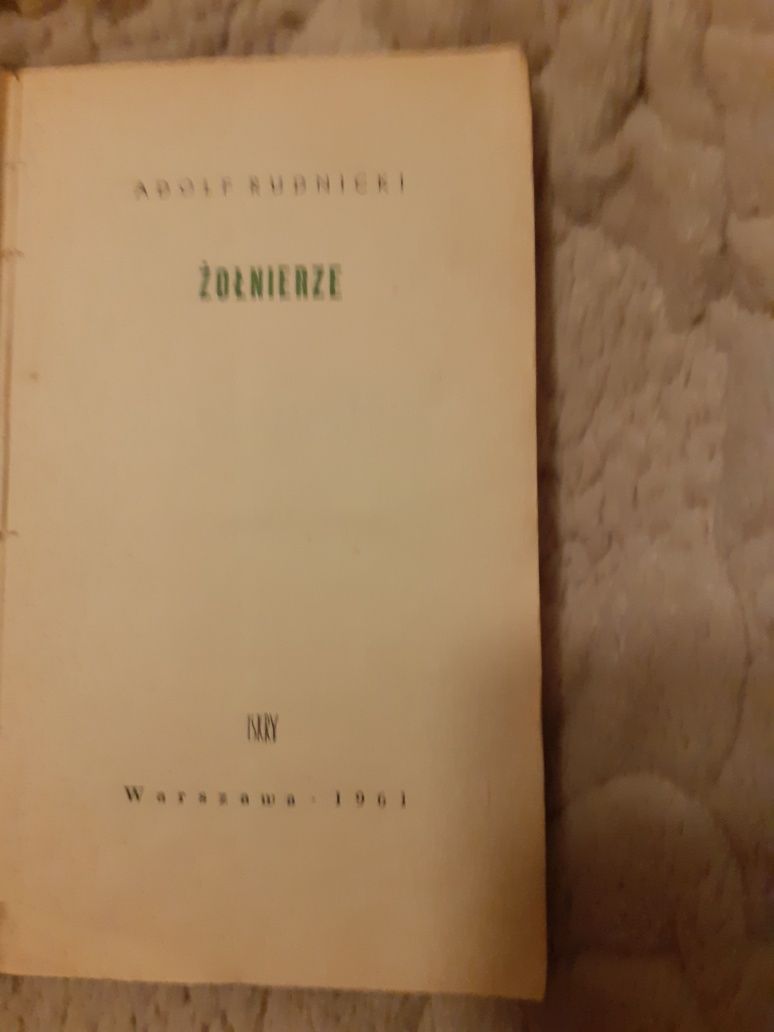 ADOLF RUDNICKI
ŻOŁNIERZE
ISKRY
Warszawa · 1961